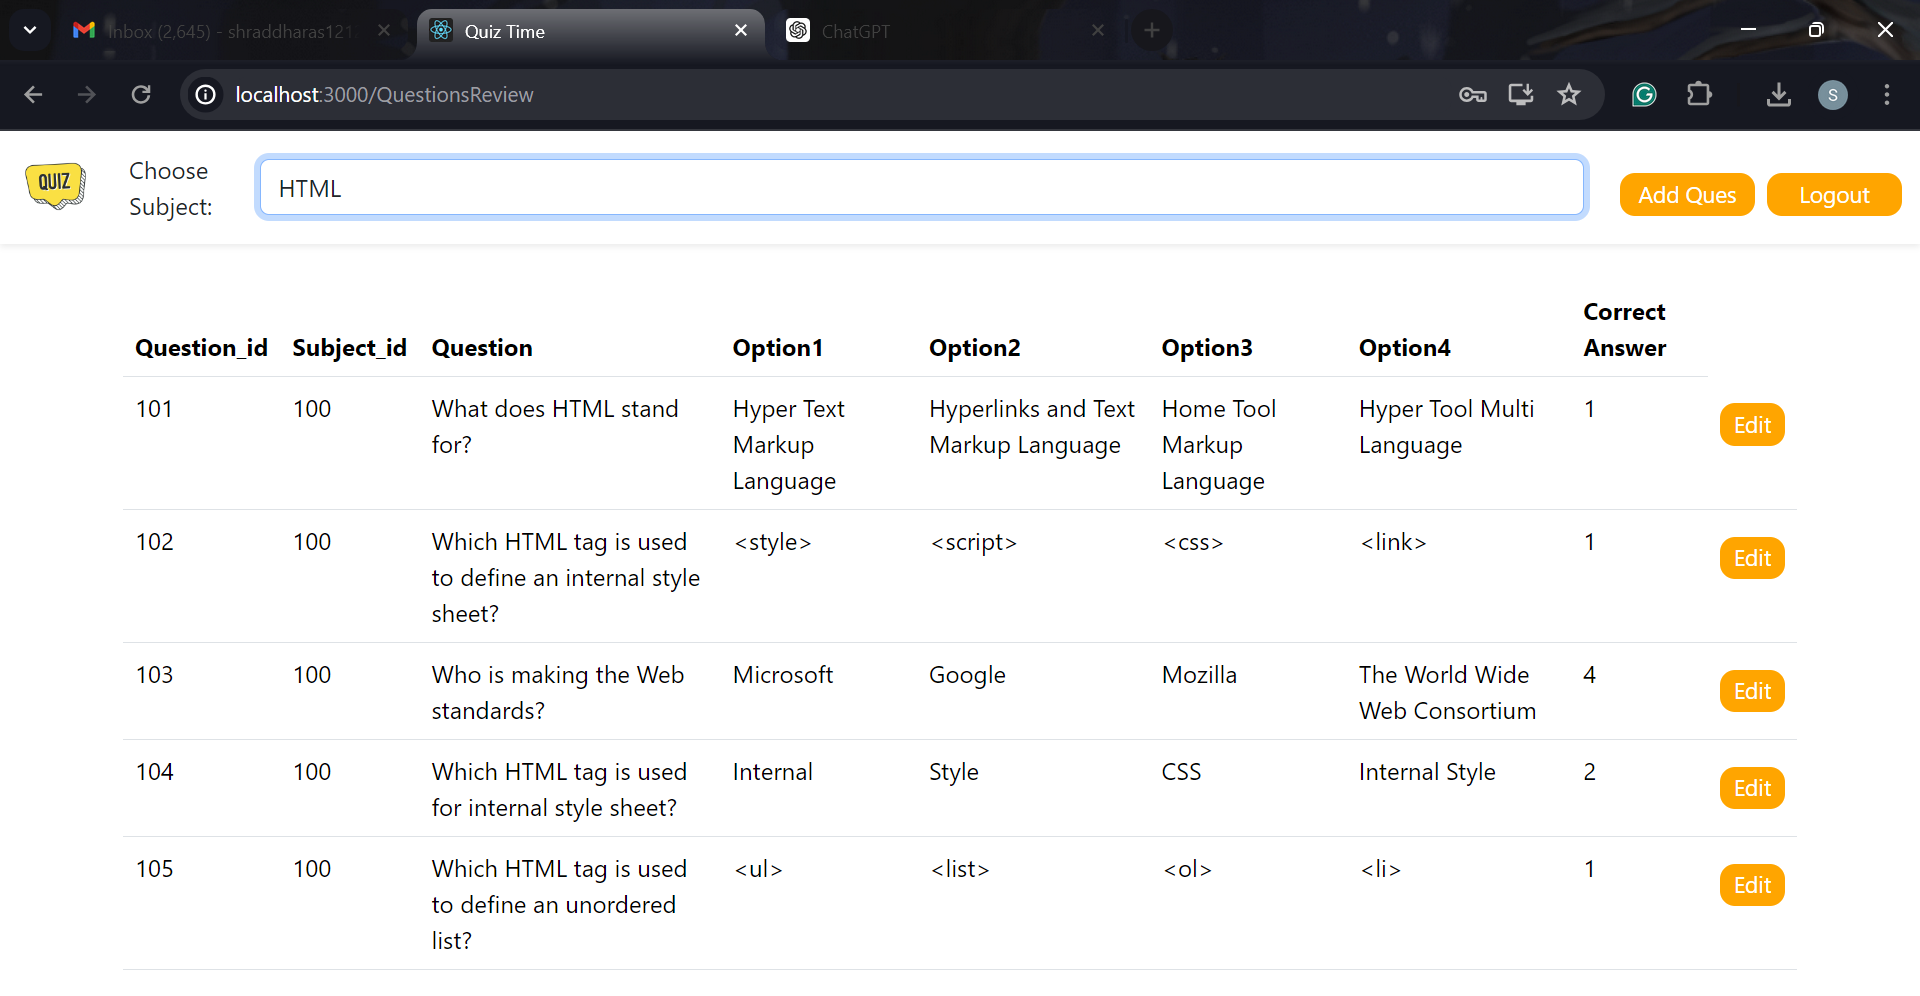 Inbox (2,645) - shraddharas121
Quiz Time
ChatGPT
localhost:3000/QuestionsReview
S
QUIZ
Choose
Subject:
HTML
Add Ques
Logout
Question_id Subject_id Question Option1 Option2 Option3 Option4 Correct
Answer
101 100 What does HTML stand Hyper Text Hyperlinks and Text Home Tool Hyper Tool Multi 1
for? Markup Markup Language Markup Language
Language Language
Edit
102 100 Which HTML tag is used <style> <script> <css> <link> 1
to define an internal style
sheet?
Edit
103 100 Who is making the Web Microsoft Google Mozilla The World Wide 4
standards? Web Consortium
Edit
104 100 Which HTML tag is used Internal Style CSS Internal Style 2
for internal style sheet?
Edit
105 100 Which HTML tag is used <ul> <list> <ol> <li> 1
to define an unordered
list?
Edit